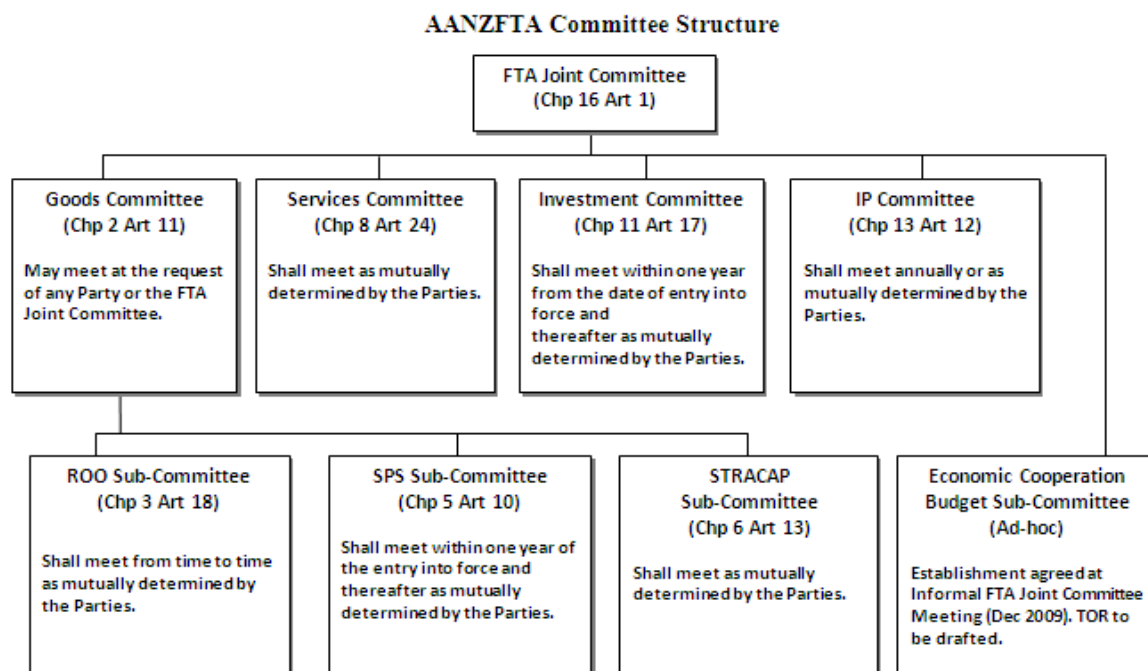 AANZFTA Committee Structure
FTA Joint Committee
(Chp 16 Art 1)
Goods Committee
(Chp 2 Art 11)
May meet at the request
of any Party or the FTA
Joint Committee.
Services Committee
(Chp 8 Art 24)
Shall meet as mutually
determined by the Parties.
Investment Committee
(Chp 11 Art 17)
Shall meet within one year
from the date of entry into
force and
thereafter as mutually
determined by the Parties.
IP Committee
(Chp 13 Art 12)
Shall meet annually or as
mutually determined by the
Parties.
ROO Sub-Committee
(Chp 3 Art 18)
Shall meet from time to time
as mutually determined by
the Parties.
SPS Sub-Committee
(Chp 5 Art 10)
Shall meet within one year of
the entry into force and
thereafter as mutually
determined by the Parties.
STRACAP
Sub-Committee
(Chp 6 Art 13)
Shall meet as mutually
determined by the Parties.
Economic Cooperation
Budget Sub-Committee
(Ad-hoc)
Establishment agreed at
Informal FTA Joint Committee
Meeting (Dec 2009). TOR to
be drafted.